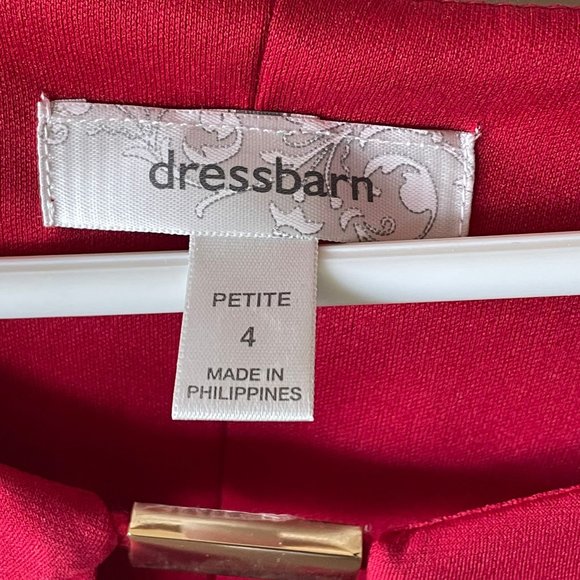 dressbarn
PETITE
4
MADE IN
PHILIPPINES